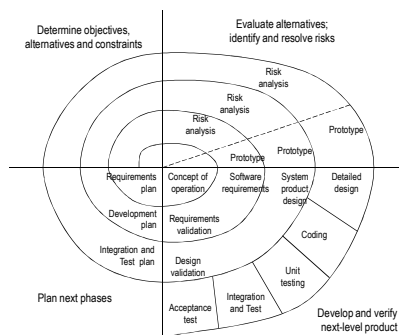 Determine objectives,
alternatives and constraints
Evaluate alternatives;
identify and resolve risks
Risk
analysis
Risk
analysis
Risk
analysis
Prototype
Prototype
Prototype
Requirements
plan
Concept of
operation
Software
requirements
System
product
design
Detailed
design
Development
plan
Requirements
validation
Coding
Integration and
Test plan
Design
validation
Unit
testing
Plan next phases
Acceptance
test
Integration
and Test
Develop and verify
next-level product